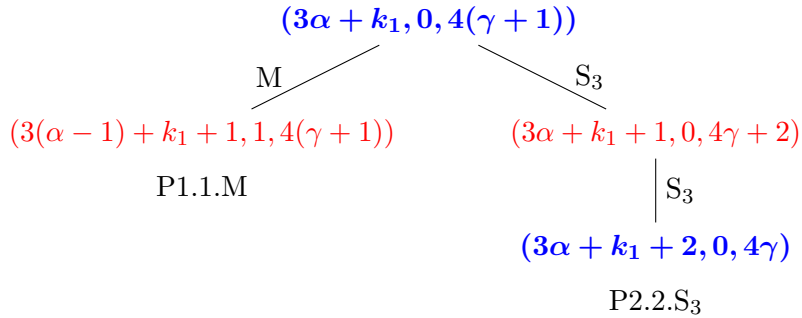 (3α + k₁, 0, 4(γ + 1))
M
S₃
(3(α − 1) + k₁ + 1, 1, 4(γ + 1))
(3α + k₁ + 1, 0, 4γ + 2)
P1.1.M
S₃
(3α + k₁ + 2, 0, 4γ)
P2.2.S₃